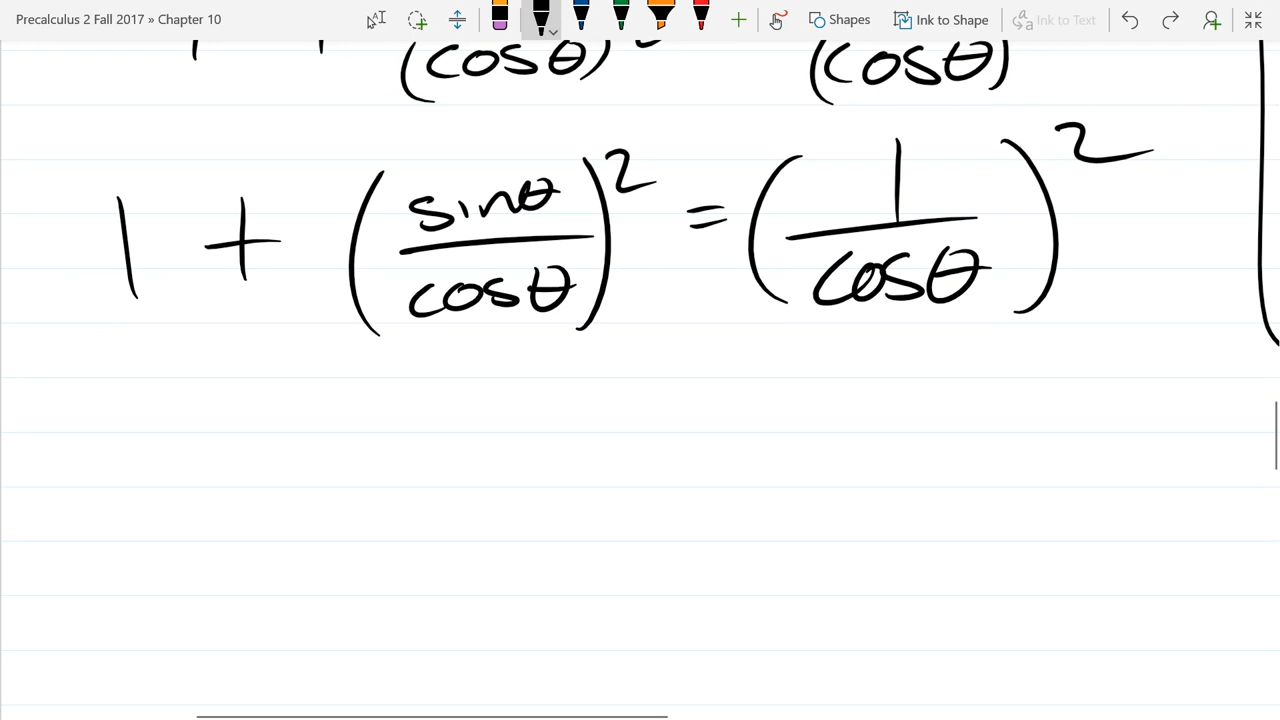 Precalculus 2 Fall 2017 » Chapter 10
Shapes Ink to Shape Ink to Text
(cosθ)² (cosθ)
1 + (sinθ/cosθ)² = (1/cosθ)²